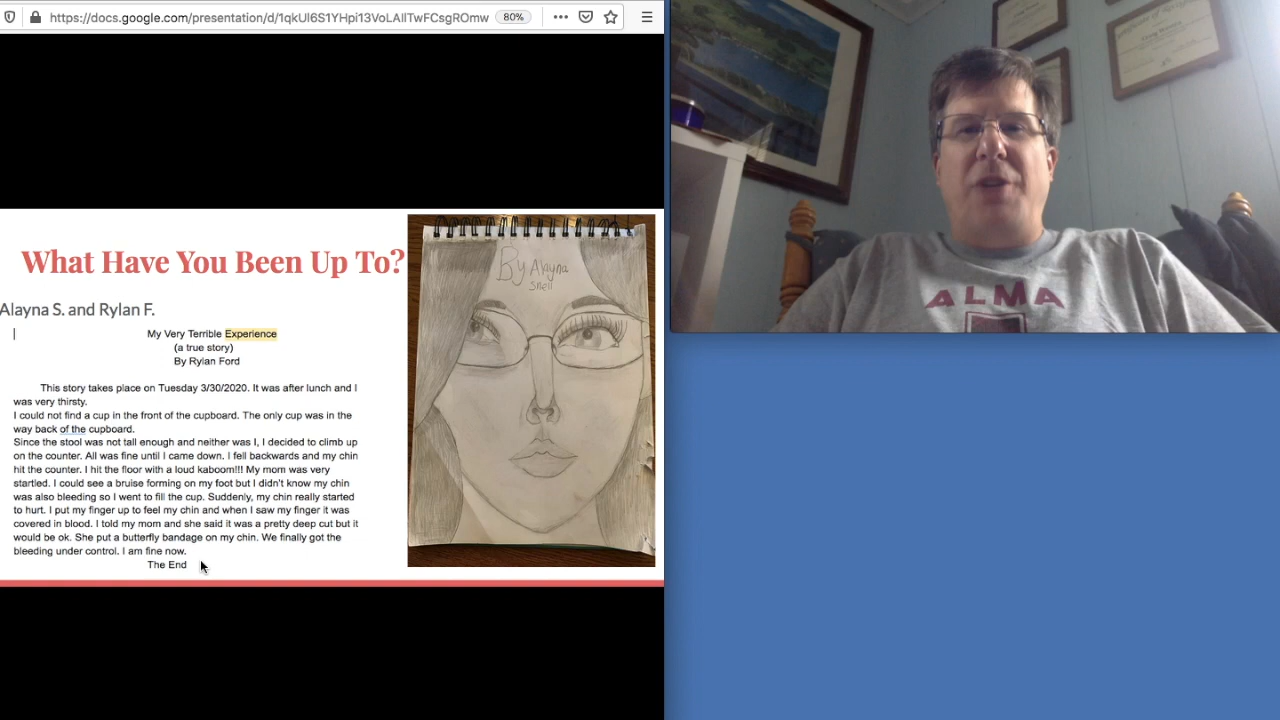 https://docs.google.com/presentation/d/1qkUl6S1YHpi13VoLAIlTwFCsgROmw
80%
What Have You Been Up To?
Alayna S. and Rylan F.
My Very Terrible Experience
(a true story)
By Rylan Ford
This story takes place on Tuesday 3/30/2020. It was after lunch and I
was very thirsty.
I could not find a cup in the front of the cupboard. The only cup was in the
way back of the cupboard.
Since the stool was not tall enough and neither was I, I decided to climb up
on the counter. All was fine until I came down. I fell backwards and my chin
hit the counter. I hit the floor with a loud kaboom!!! My mom was very
startled. I could see a bruise forming on my foot but I didn't know my chin
was also bleeding so I went to fill the cup. Suddenly, my chin really started
to hurt. I put my finger up to feel my chin and when I saw my finger it was
covered in blood. I told my mom and she said it was a pretty deep cut but it
would be ok. She put a butterfly bandage on my chin. We finally got the
bleeding under control. I am fine now.
The End
By Alayna
Snell
ALMA